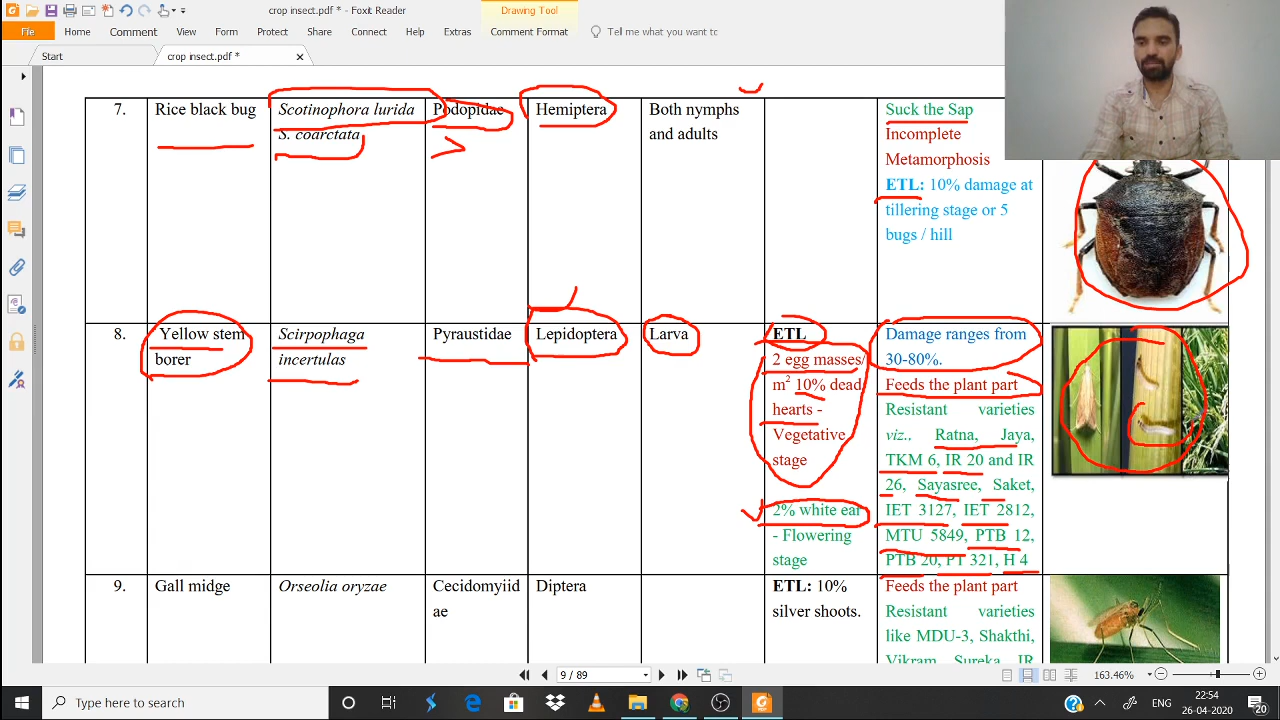 crop insect.pdf * - Foxit Reader
Drawing Tool
File
Home
Comment
View
Form
Protect
Share
Connect
Help
Extras
Comment Format
Tell me what you want to
Start
crop insect.pdf *
7.
Rice black bug
Scotinophora lurida
S. coarctata
Podopidae
Hemiptera
Both nymphs
and adults
Suck the Sap
Incomplete
Metamorphosis
ETL: 10% damage at
tillering stage or 5
bugs / hill
8.
Yellow stem
borer
Scirpophaga
incertulas
Pyraustidae
Lepidoptera
Larva
ETL
2 egg masses/
m2 10% dead
hearts -
Vegetative
stage
2% white ear
- Flowering
stage
Damage ranges from
30-80%.
Feeds the plant part
Resistant varieties
viz., Ratna, Jaya,
TKM 6, IR 20 and IR
26, Sayasree, Saket,
IET 3127, IET 2812,
MTU 5849, PTB 12,
PTB 20, PT 321, H 4
9.
Gall midge
Orseolia oryzae
Cecidomyiid
ae
Diptera
ETL: 10%
silver shoots.
Feeds the plant part
Resistant varieties
like MDU-3, Shakthi,
Vikram, Sureka, IR
9 / 89
163.46%
Type here to search
ENG
22:54
26-04-2020
20